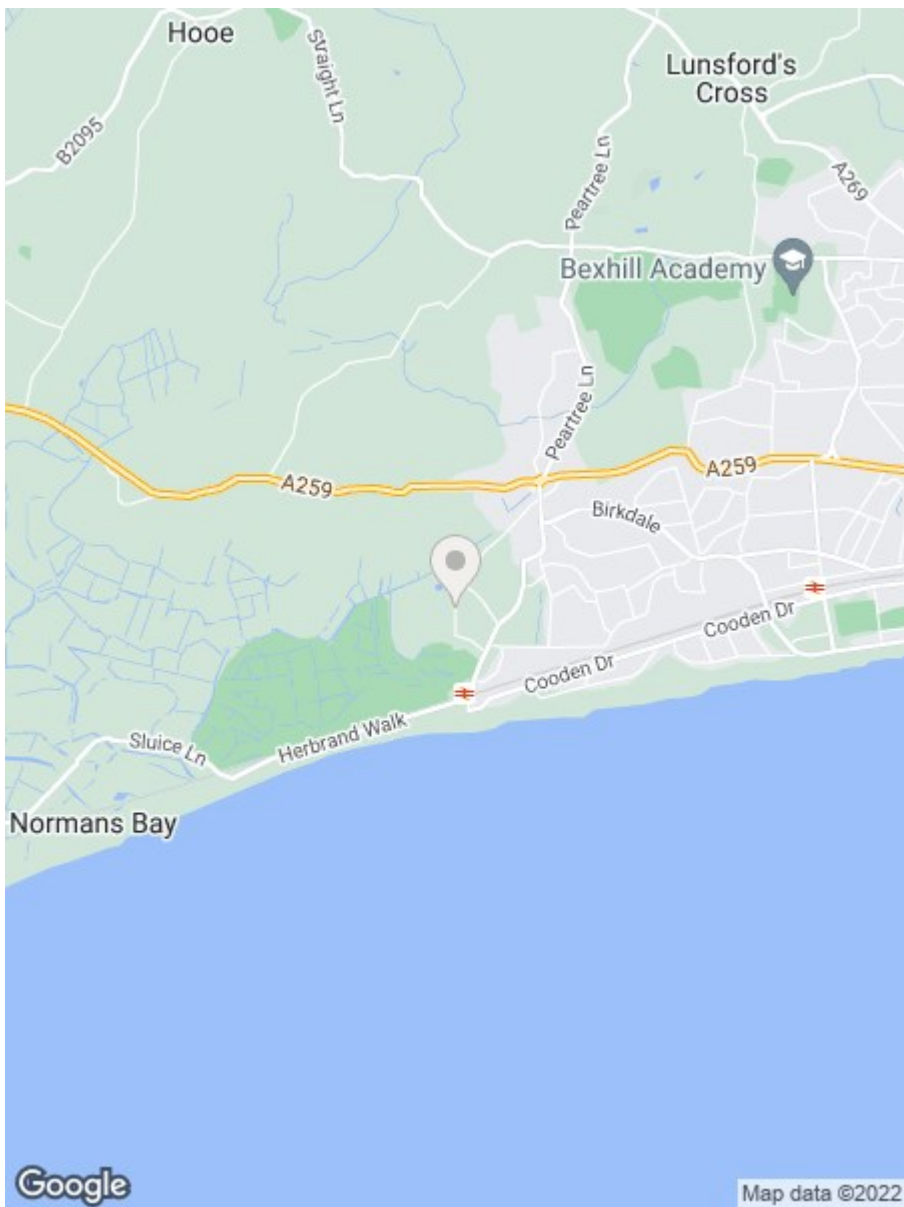 Hooe
Straight Ln
Lunsford's
Cross
B2095
Peartree Ln
A269
Bexhill Academy
Peartree Ln
A259
A259
Birkdale
Cooden Dr
Cooden Dr
Herbrand Walk
Sluice Ln
Normans Bay
Google
Map data ©2022